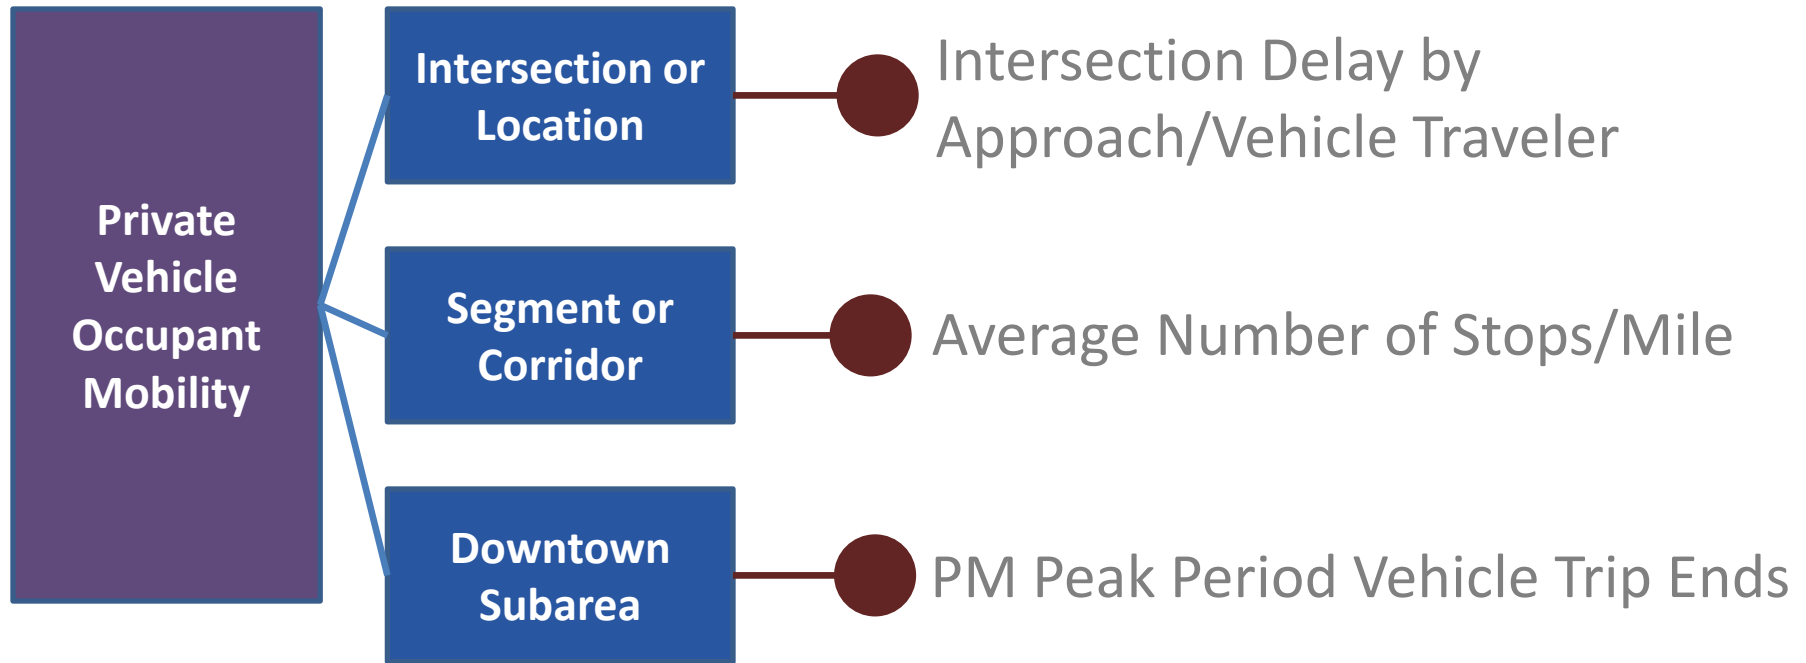 Private
Vehicle
Occupant
Mobility
Intersection or
Location
Intersection Delay by
Approach/Vehicle Traveler
Segment or
Corridor
Average Number of Stops/Mile
Downtown
Subarea
PM Peak Period Vehicle Trip Ends